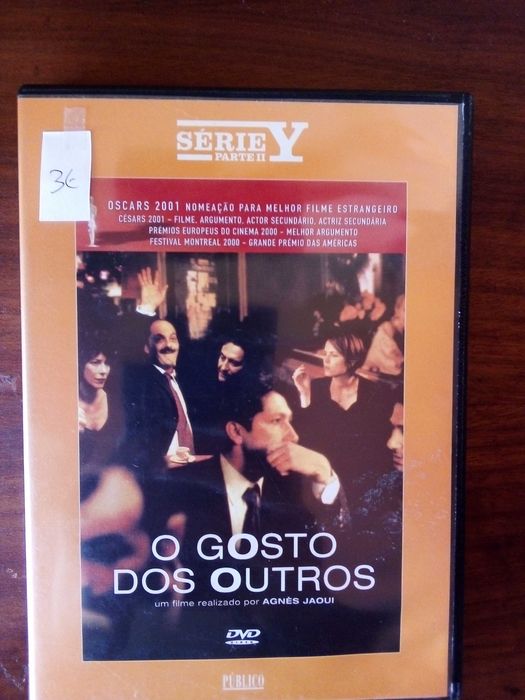 SÉRIE Y
PARTE II
3€
OSCARS 2001 NOMEAÇÃO PARA MELHOR FILME ESTRANGEIRO
CÉSARS 2001 – FILME, ARGUMENTO, ACTOR SECUNDÁRIO, ACTRIZ SECUNDÁRIA
PRÉMIOS EUROPEUS DO CINEMA 2000 – MELHOR ARGUMENTO
FESTIVAL MONTREAL 2000 – GRANDE PRÉMIO DAS AMÉRICAS
O GOSTO
DOS OUTROS
um filme realizado por AGNÈS JAOUI
DVD
VIDEO
PÚBLICO